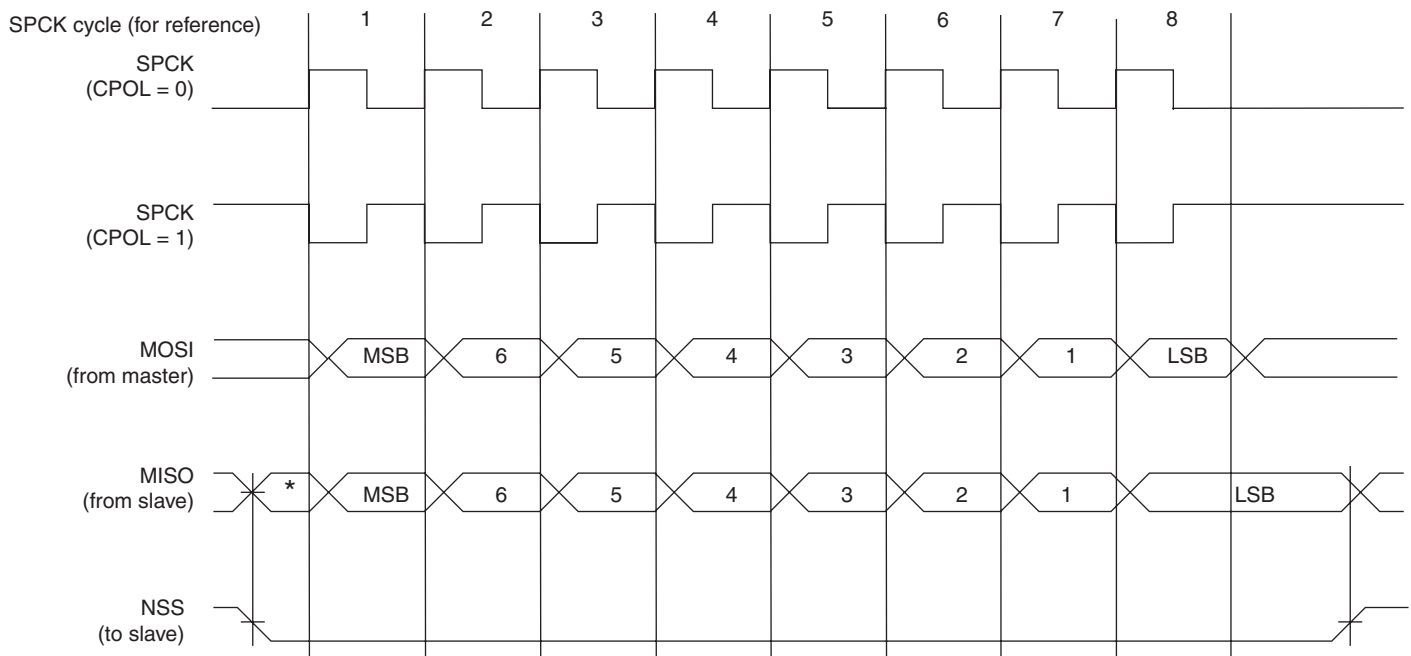 SPCK cycle (for reference) 1 2 3 4 5 6 7 8
SPCK
(CPOL = 0)
SPCK
(CPOL = 1)
MOSI
(from master)
MSB 6 5 4 3 2 1 LSB
MISO
(from slave)
* MSB 6 5 4 3 2 1 LSB
NSS
(to slave)